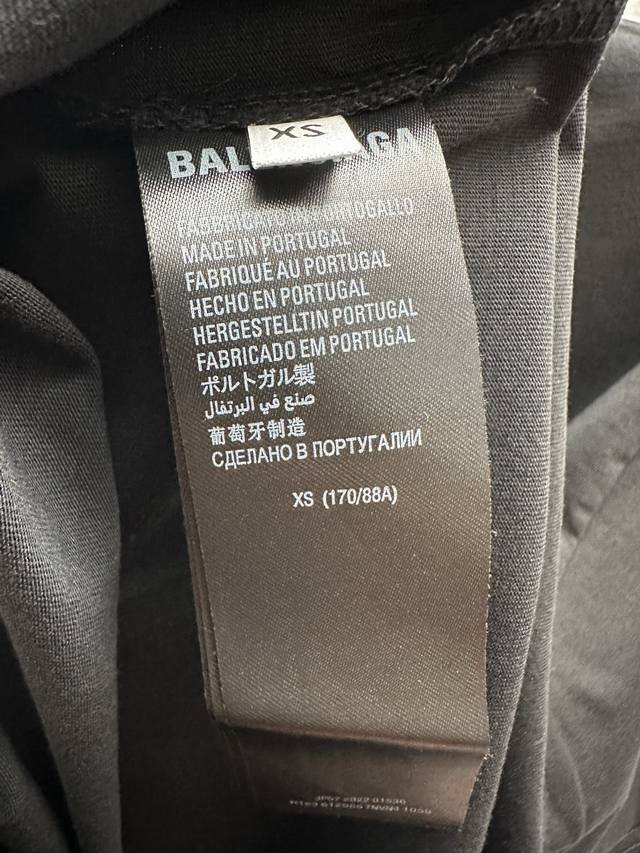 XS
FABBRICATO IN PORTOGALLO
MADE IN PORTUGAL
FABRIQUÉ AU PORTUGAL
HECHO EN PORTUGAL
HERGESTELLT IN PORTUGAL
FABRICADO EM PORTUGAL
ポルトガル製
صنع في البرتغال
葡萄牙制造
СДЕЛАНО В ПОРТУГАЛИИ
XS (170/88A)